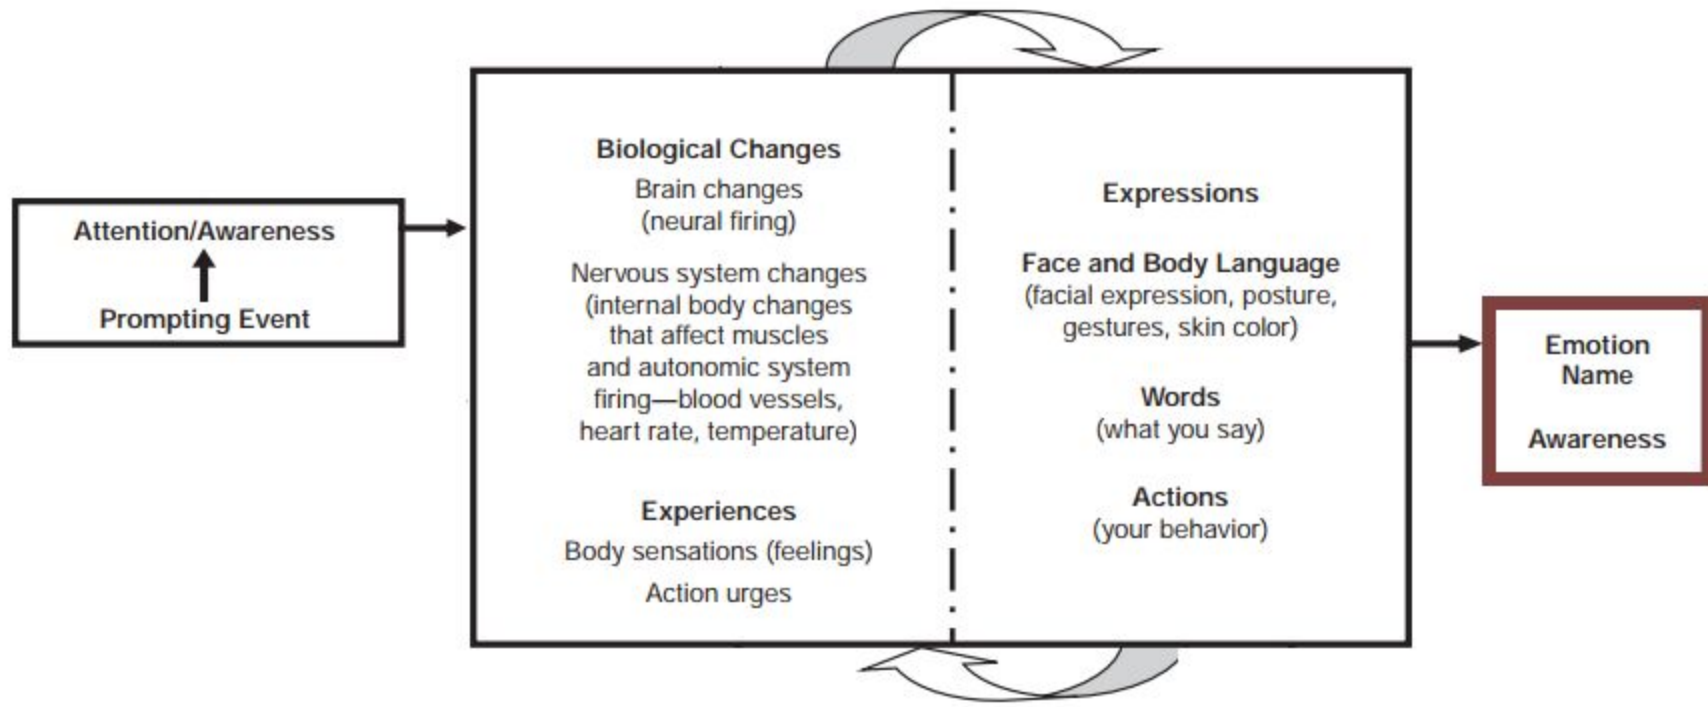 Attention/Awareness
Prompting Event
Biological Changes
Brain changes
(neural firing)
Nervous system changes
(internal body changes
that affect muscles
and autonomic system
firing—blood vessels,
heart rate, temperature)
Experiences
Body sensations (feelings)
Action urges
Expressions
Face and Body Language
(facial expression, posture,
gestures, skin color)
Words
(what you say)
Actions
(your behavior)
Emotion
Name
Awareness